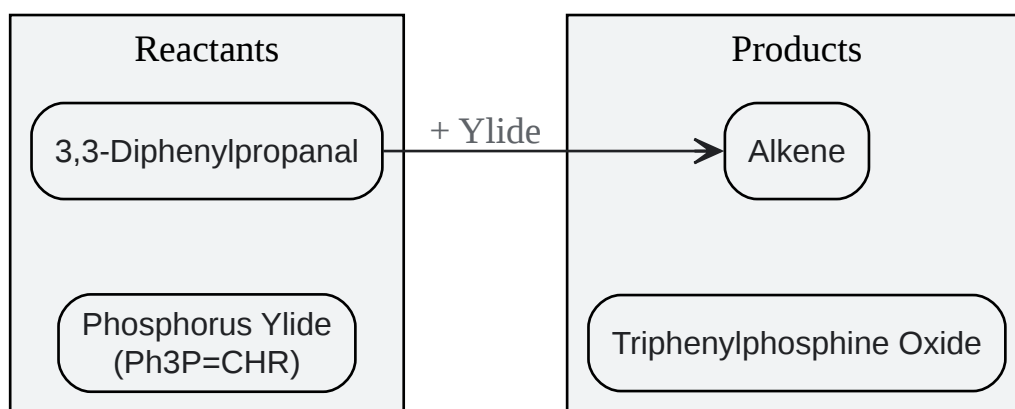 Reactants
Products
3,3-Diphenylpropanal
+ Ylide
Alkene
Phosphorus Ylide
(Ph3P=CHR)
Triphenylphosphine Oxide